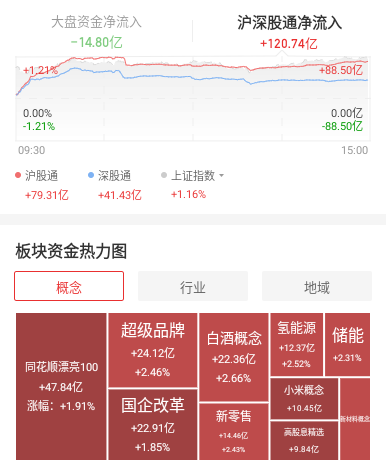 大盘资金净流入
沪深股通净流入
-14.80亿
+120.74亿
+1.21%
+88.50亿
0.00%
0.00亿
-1.21%
-88.50亿
09:30
15:00
沪股通
深股通
上证指数
+79.31亿
+41.43亿
+1.16%
板块资金热力图
概念
行业
地域
同花顺漂亮100
+47.84亿
涨幅：+1.91%
超级品牌
+24.12亿
+2.46%
国企改革
+22.91亿
+1.85%
白酒概念
+22.36亿
+2.66%
新零售
+14.46亿
+2.43%
氢能源
+12.37亿
+2.52%
储能
+2.31%
小米概念
+10.45亿
高股息精选
+9.84亿
新材料概念